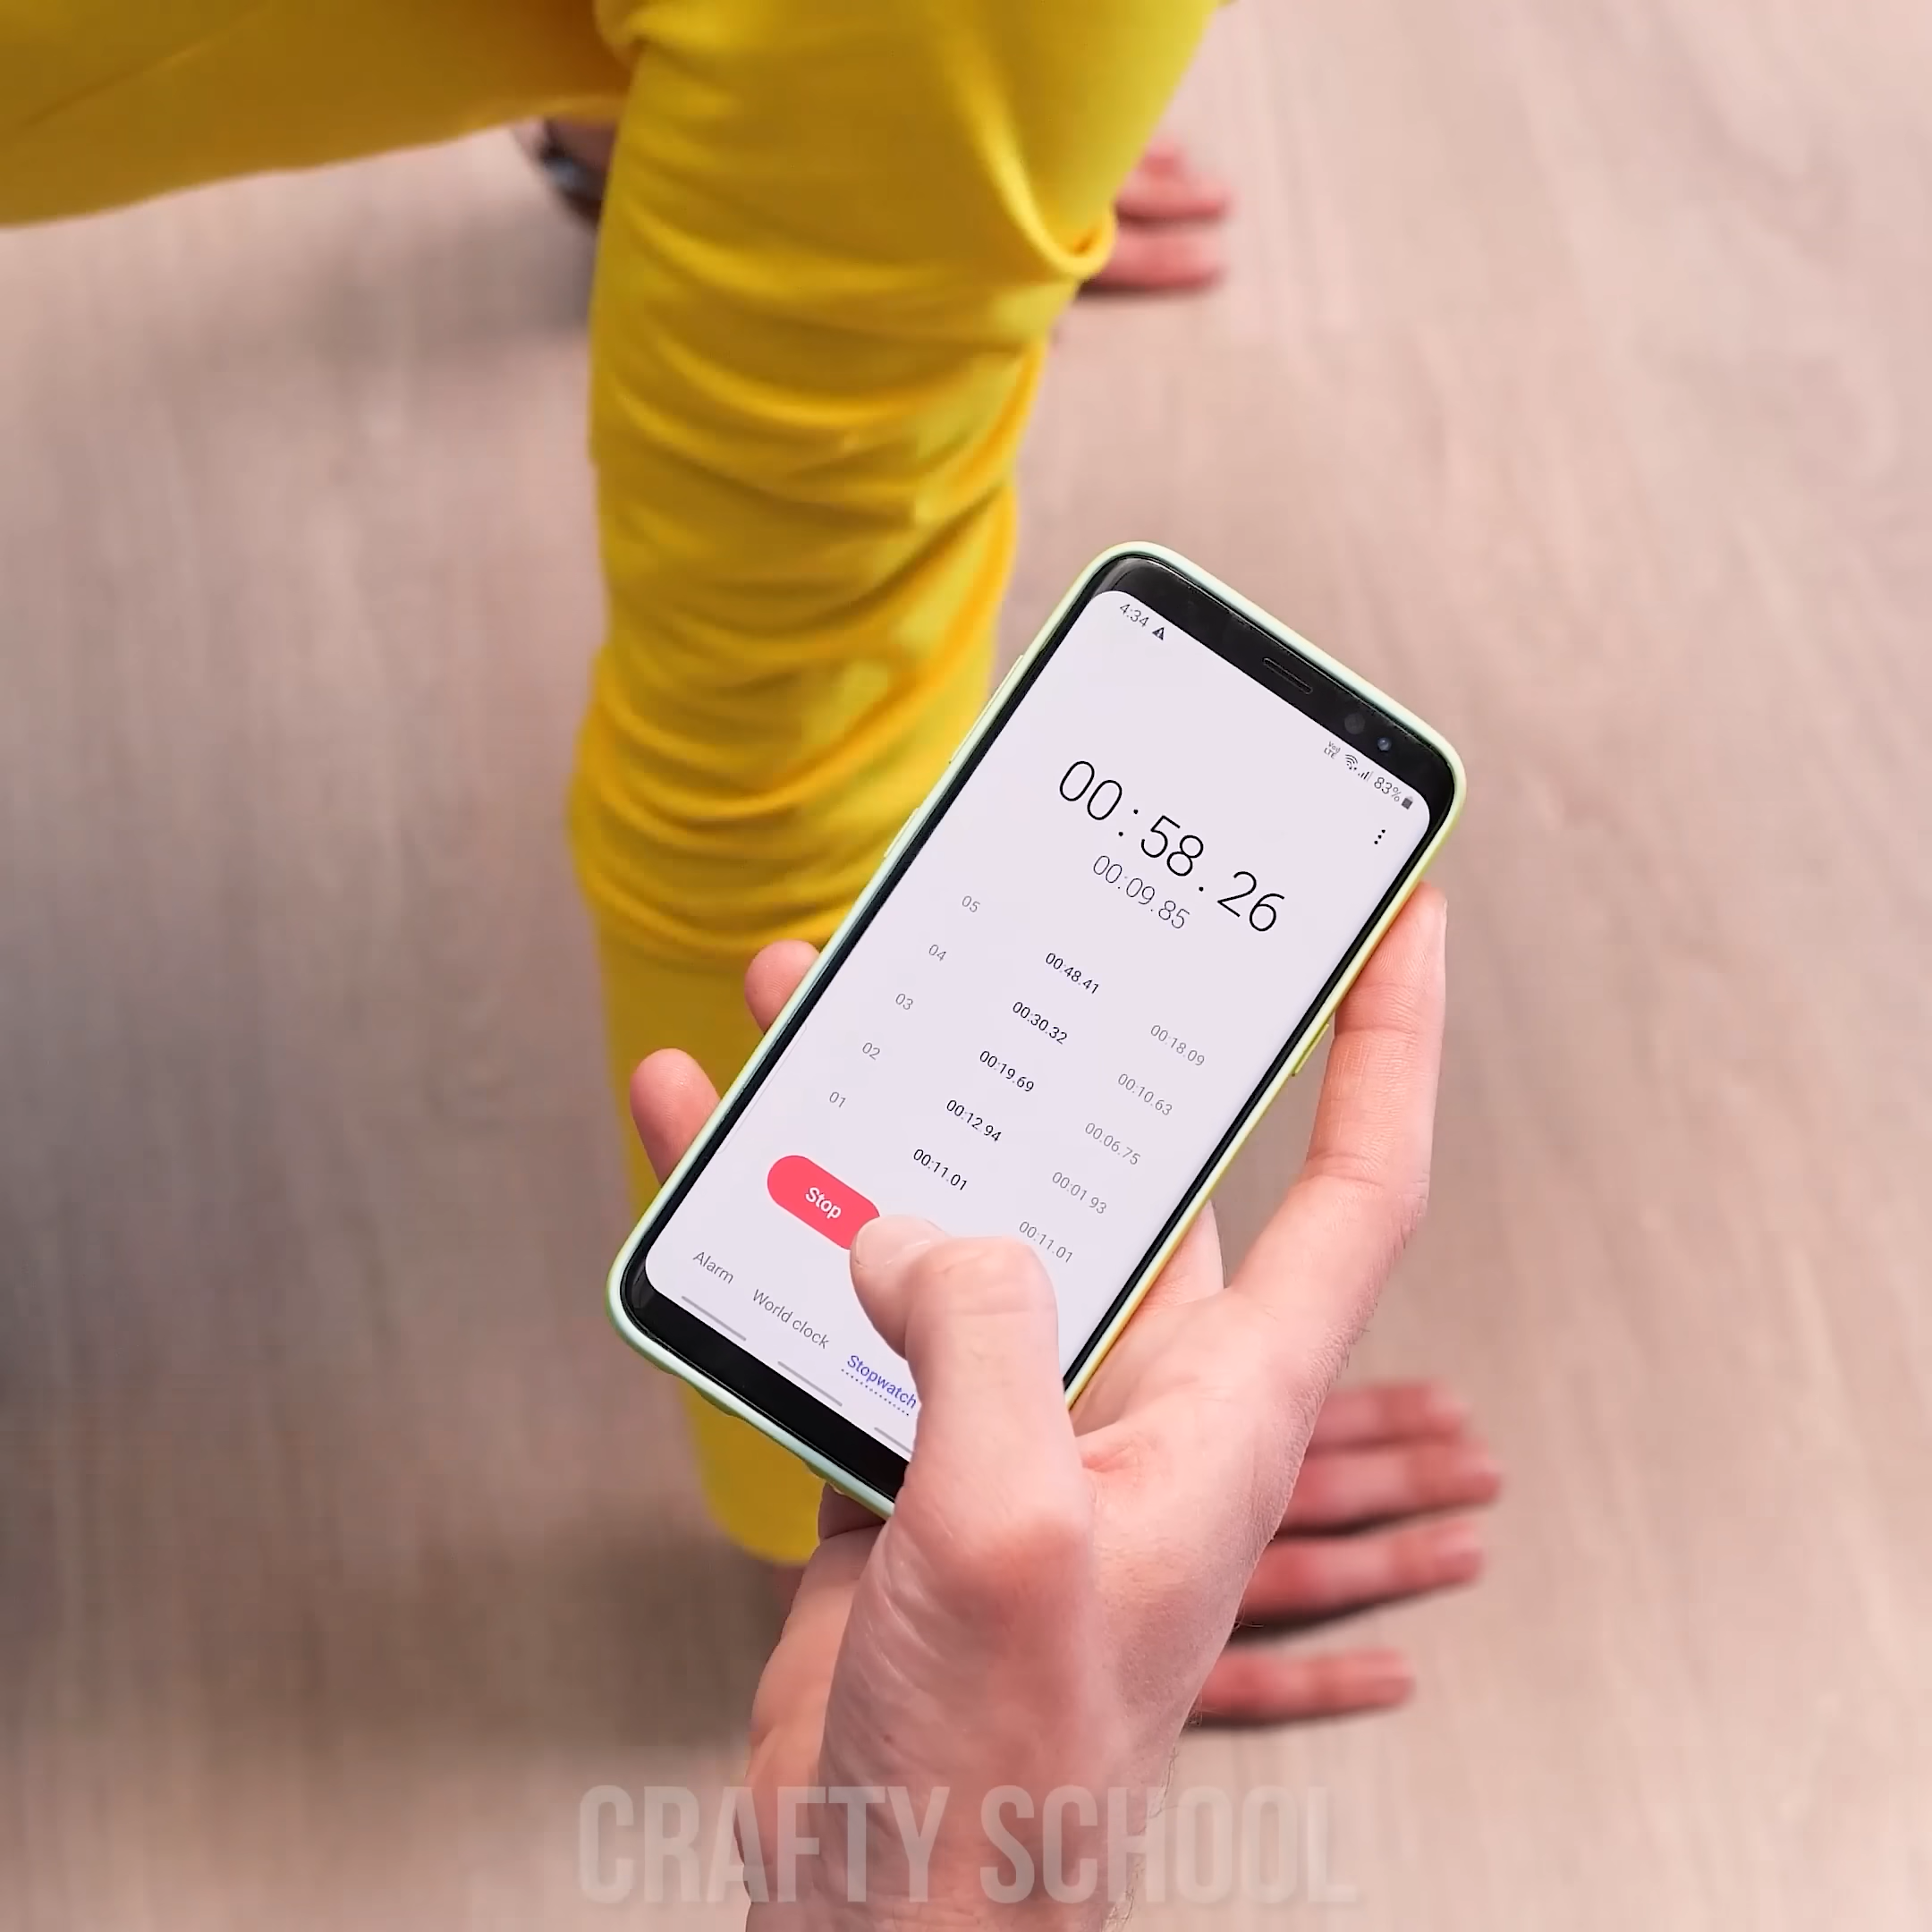 4:34
Vo) LTE 83%
00:58.26
00:09.85
05 00:48.41 00:18.09
04 00:30.32 00:10.63
03 00:19.69 00:06.75
02 00:12.94 00:01.93
01 00:11.01 00:11.01
Stop
Alarm World clock Stopwatch
CRAFTY SCHOOL